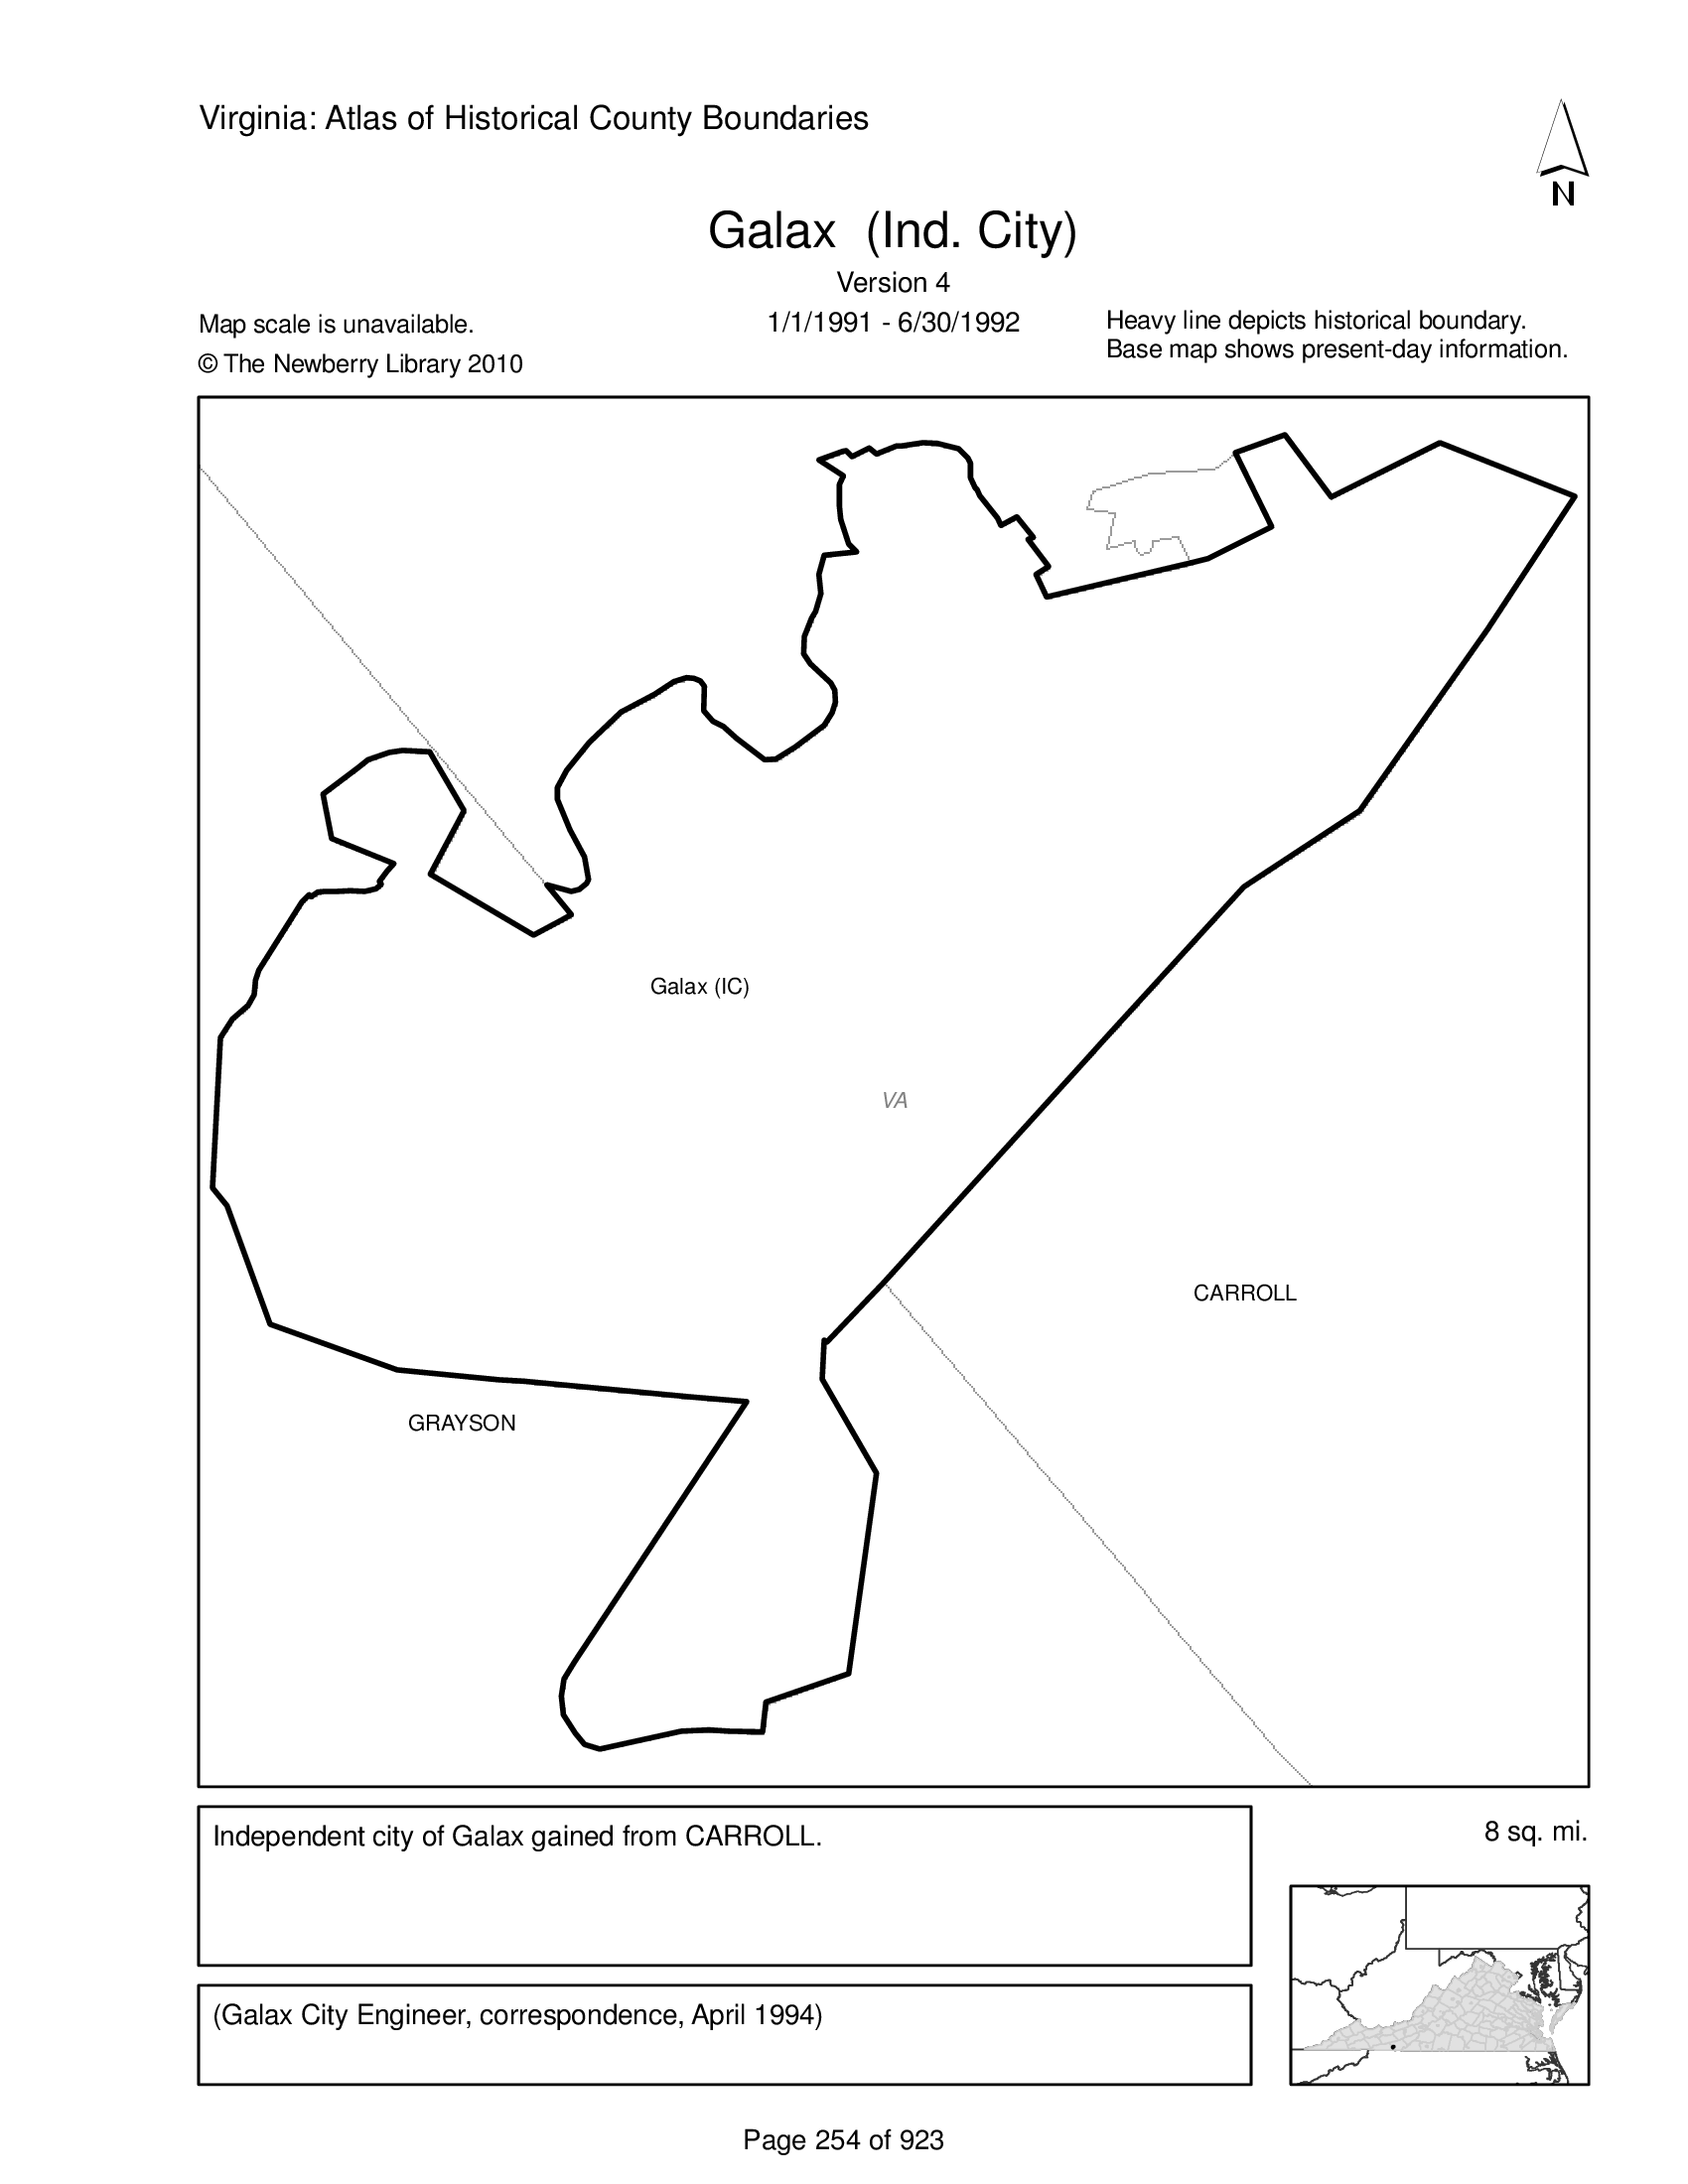 Virginia: Atlas of Historical County Boundaries
N
Galax  (Ind. City)
Version 4
1/1/1991 - 6/30/1992
Map scale is unavailable.
© The Newberry Library 2010
Heavy line depicts historical boundary.
Base map shows present-day information.
Galax (IC)
VA
CARROLL
GRAYSON
Independent city of Galax gained from CARROLL.
8 sq. mi.
(Galax City Engineer, correspondence, April 1994)
Page 254 of 923